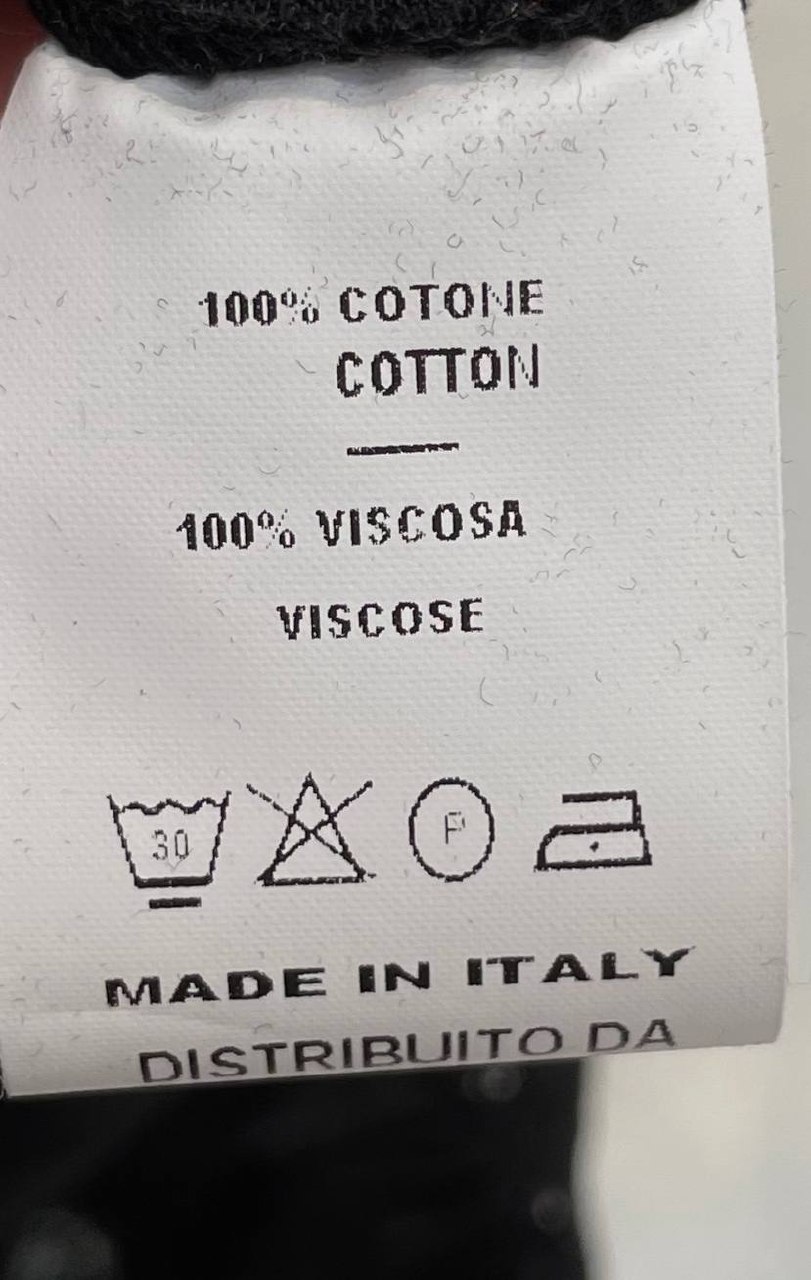 100% COTONE
COTTON
100% VISCOSA
VISCOSE
30
P
MADE IN ITALY
DISTRIBUITO DA